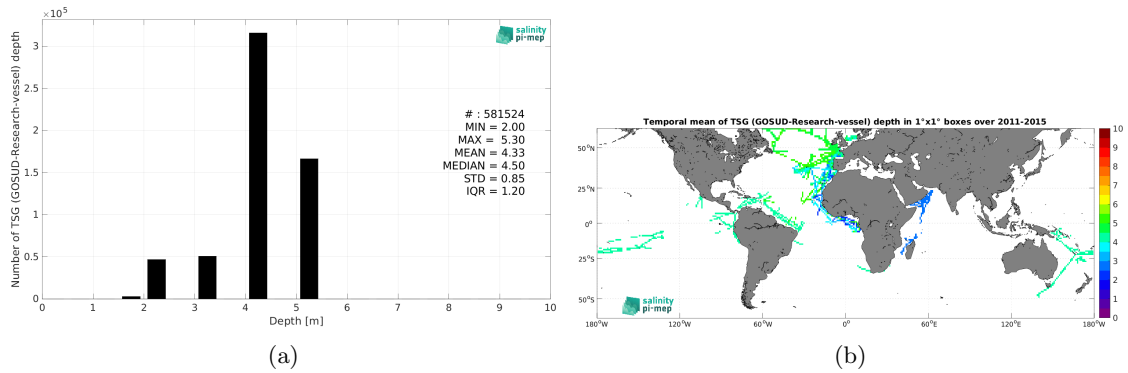 ×10⁵
salinity
pi-mep
3
2.5
2
1.5
1
0.5
0
Number of TSG (GOSUD-Research-vessel) depth
# : 581524
MIN = 2.00
MAX = 5.30
MEAN = 4.33
MEDIAN = 4.50
STD = 0.85
IQR = 1.20
0 1 2 3 4 5 6 7 8 9 10
Depth [m]
(a)
Temporal mean of TSG (GOSUD-Research-vessel) depth in 1°x1° boxes over 2011-2015
50°N
25°N
0°
25°S
50°S
salinity
pi-mep
180°W 120°W 60°W 0° 60°E 120°E 180°E
10
9
8
7
6
5
4
3
2
1
0
(b)